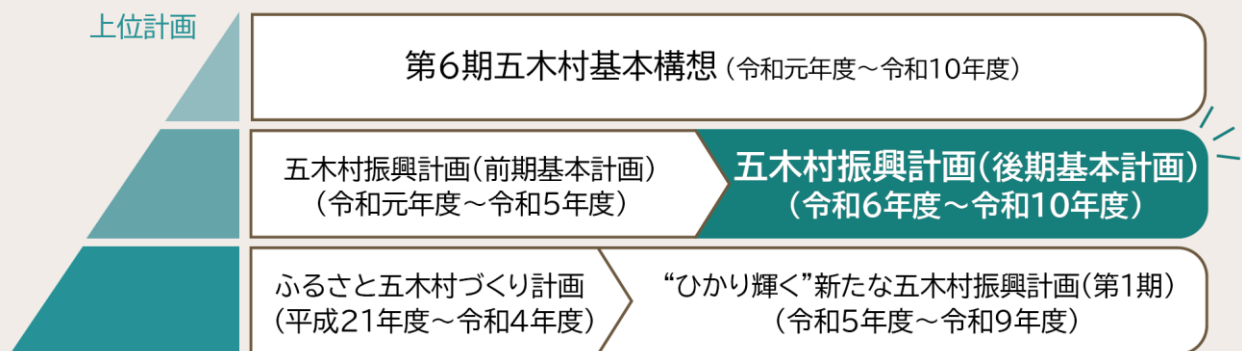 上位計画
第6期五木村基本構想（令和元年度～令和10年度）
五木村振興計画（前期基本計画）
（令和元年度～令和5年度）
五木村振興計画（後期基本計画）
（令和6年度～令和10年度）
ふるさと五木村づくり計画
（平成21年度～令和4年度）
“ひかり輝く”新たな五木村振興計画（第1期）
（令和5年度～令和9年度）